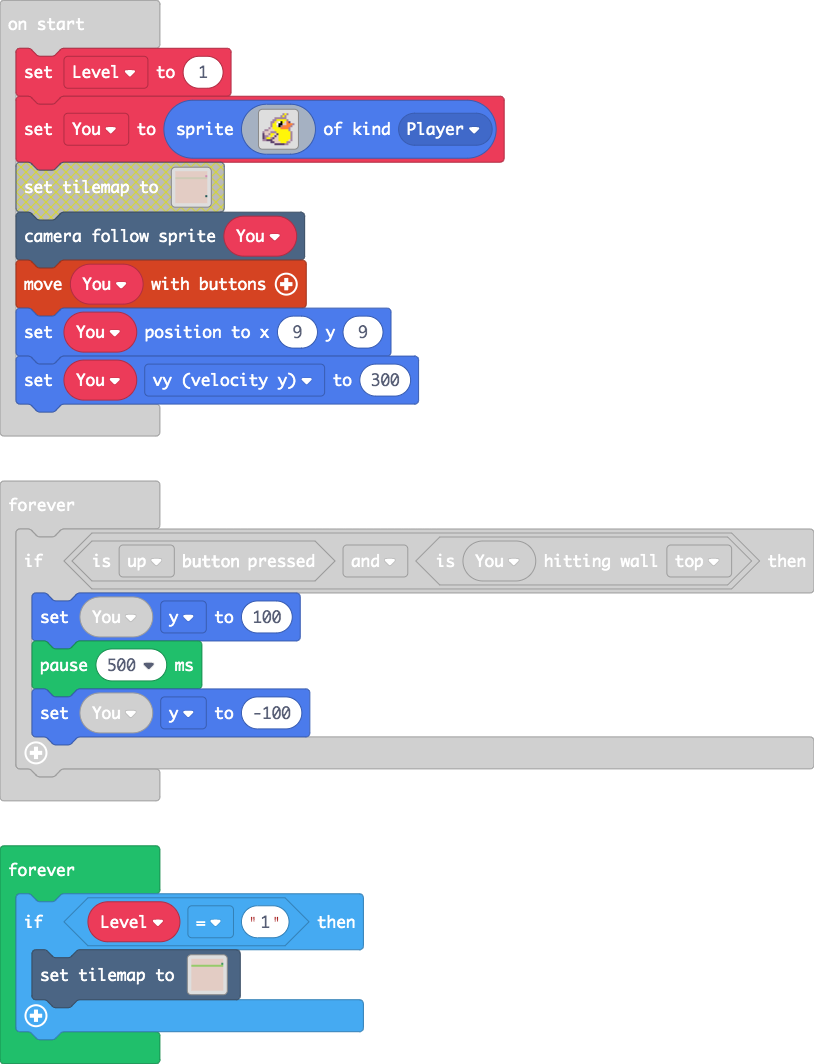 on start
set Level to 1
set You to sprite of kind Player
set tilemap to
camera follow sprite You
move You with buttons
set You position to x 9 y 9
set You vy (velocity y) to 300
forever
if is up button pressed and is You hitting wall top then
set You y to 100
pause 500 ms
set You y to -100
forever
if Level = "1" then
set tilemap to